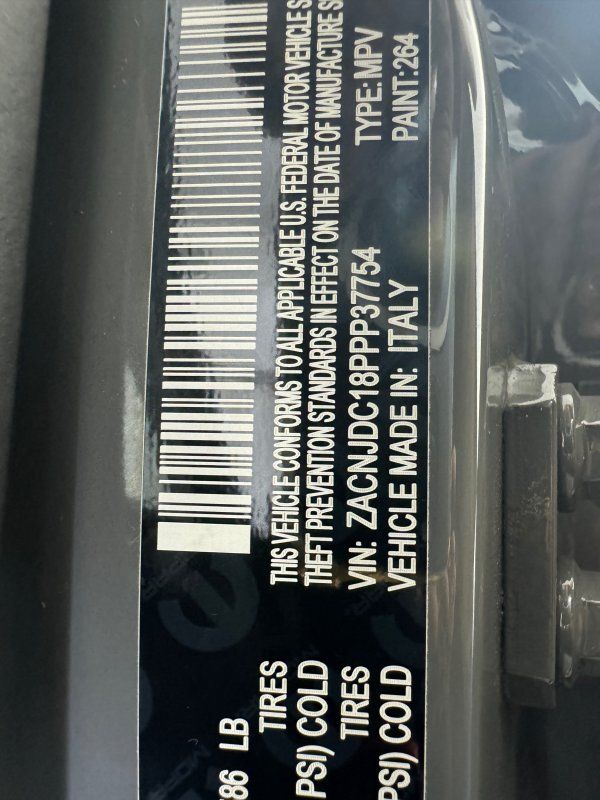 THIS VEHICLE CONFORMS TO ALL APPLICABLE U.S. FEDERAL MOTOR VEHICLE S
THEFT PREVENTION STANDARDS IN EFFECT ON THE DATE OF MANUFACTURE S
VIN: ZACNJDC18PPP37754 TYPE: MPV
VEHICLE MADE IN: ITALY PAINT: 264
86 LB
TIRES
PSI) COLD
TIRES
PSI) COLD